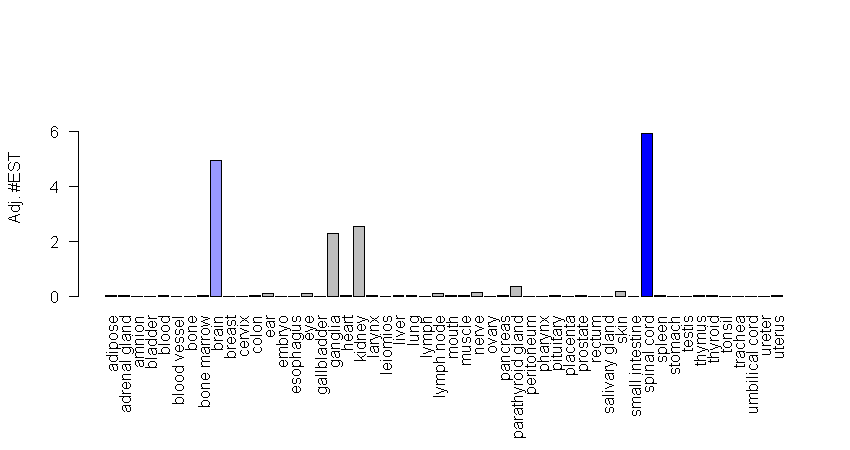 Adj. #EST
6
4
2
0
adipose
adrenal gland
amnion
bladder
blood
blood vessel
bone
bone marrow
brain
breast
cervix
colon
ear
embryo
esophagus
eye
gallbladder
ganglia
heart
kidney
larynx
leiomios
liver
lung
lymph
lymph node
mouth
muscle
nerve
ovary
pancreas
parathyroid gland
peritoneum
pharynx
pituitary
placenta
prostate
rectum
salivary gland
skin
small intestine
spinal cord
spleen
stomach
testis
thymus
thyroid
tonsil
trachea
umbilical cord
ureter
uterus